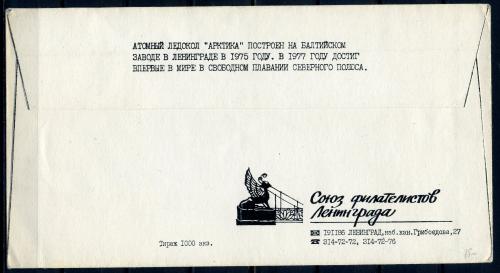 АТОМНЫЙ ЛЕДОКОЛ "АРКТИКА" ПОСТРОЕН НА БАЛТИЙСКОМ
ЗАВОДЕ В ЛЕНИНГРАДЕ В 1975 ГОДУ. В 1977 ГОДУ ДОСТИГ
ВПЕРВЫЕ В МИРЕ В СВОБОДНОМ ПЛАВАНИИ СЕВЕРНОГО ПОЛЮСА.
Союз филателистов
Ленинграда
191186 ЛЕНИНГРАД, наб.кан.Грибоедова,27
314-72-72, 314-72-76
Тираж 1000 экз.